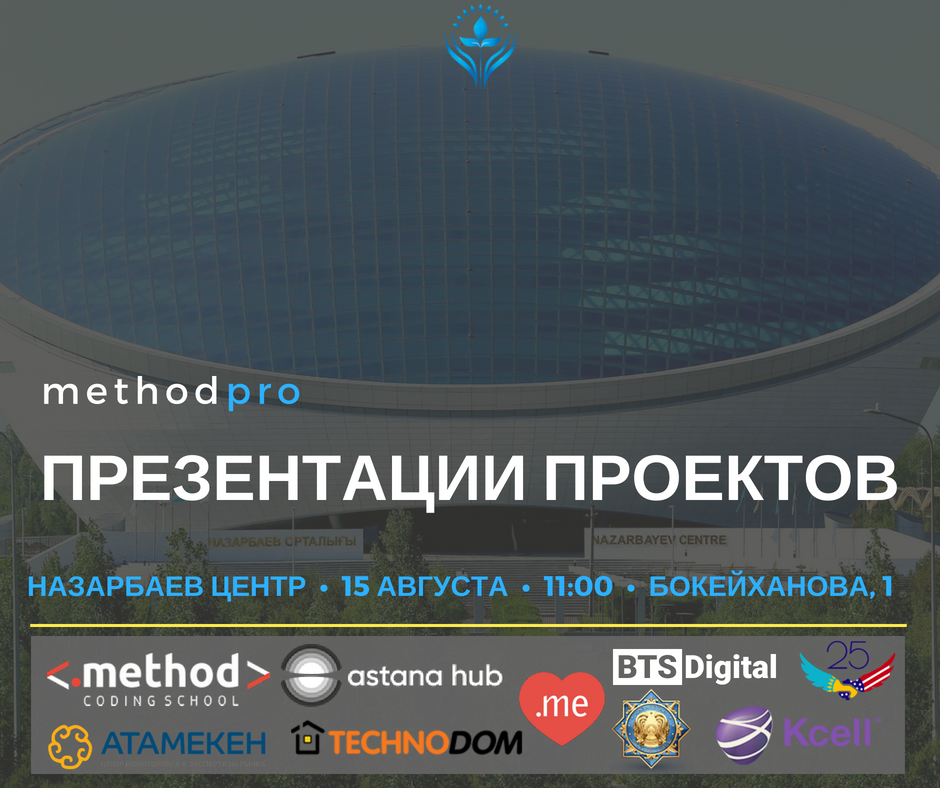 methodpro
ПРЕЗЕНТАЦИИ ПРОЕКТОВ
НАЗАРБАЕВ ОРТАЛЫҒЫ
NAZARBAYEV CENTRE
НАЗАРБАЕВ ЦЕНТР • 15 АВГУСТА • 11:00 • БОКЕЙХАНОВА, 1
<.method>
CODING SCHOOL
astana hub
.me
BTS Digital
25
АТАМЕКЕН
TECHNODOM
Kcell